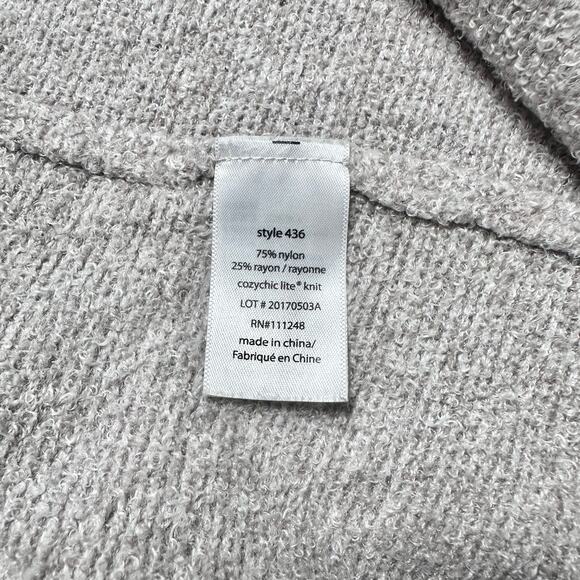 style 436
75% nylon
25% rayon / rayonne
cozychic lite® knit
LOT # 20170503A
RN#111248
made in china/
Fabriqué en Chine